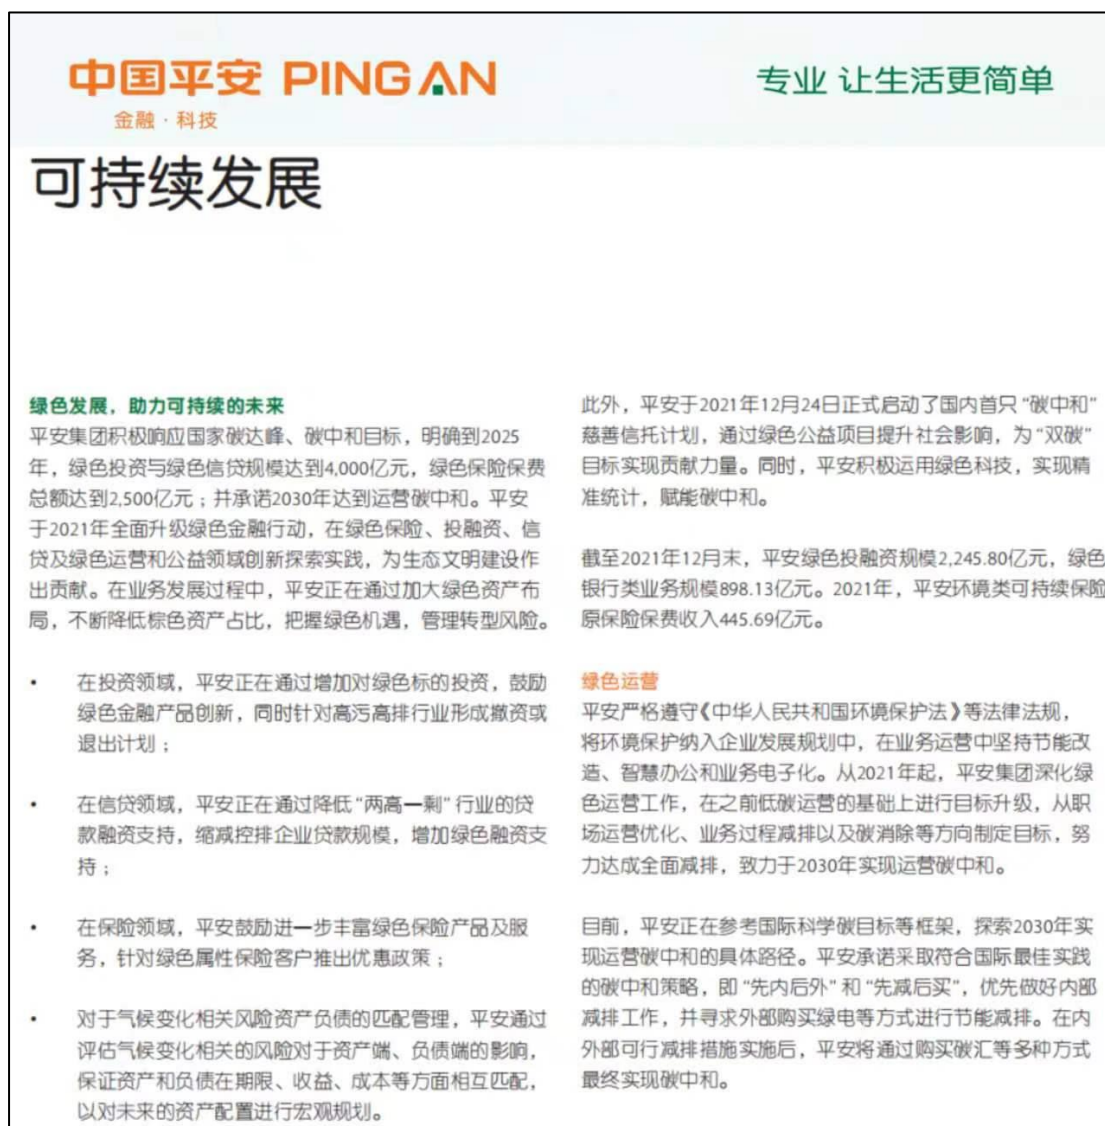 中国平安 PINGAN
金融·科技
专业 让生活更简单
可持续发展
绿色发展，助力可持续的未来
平安集团积极响应国家碳达峰、碳中和目标，明确到2025
年，绿色投资与绿色信贷规模达到4,000亿元，绿色保险保费
总额达到2,500亿元；并承诺2030年达到运营碳中和。平安
于2021年全面升级绿色金融行动，在绿色保险、投融资、信
贷及绿色运营和公益领域创新探索实践，为生态文明建设作
出贡献。在业务发展过程中，平安正在通过加大绿色资产布
局，不断降低棕色资产占比，把握绿色机遇，管理转型风险。
• 在投资领域，平安正在通过增加对绿色标的投资，鼓励
绿色金融产品创新，同时针对高污高排行业形成撤资或
退出计划；
• 在信贷领域，平安正在通过降低“两高一剩”行业的贷
款融资支持，缩减控排企业贷款规模，增加绿色融资支
持；
• 在保险领域，平安鼓励进一步丰富绿色保险产品及服
务，针对绿色属性保险客户推出优惠政策；
• 对于气候变化相关风险资产负债的匹配管理，平安通过
评估气候变化相关的风险对于资产端、负债端的影响，
保证资产和负债在期限、收益、成本等方面相互匹配，
以对未来的资产配置进行宏观规划。
此外，平安于2021年12月24日正式启动了国内首只“碳中和”
慈善信托计划，通过绿色公益项目提升社会影响，为“双碳”
目标实现贡献力量。同时，平安积极运用绿色科技，实现精
准统计，赋能碳中和。
截至2021年12月末，平安绿色投融资规模2,245.80亿元，绿色
银行类业务规模898.13亿元。2021年，平安环境类可持续保险
原保险保费收入445.69亿元。
绿色运营
平安严格遵守《中华人民共和国环境保护法》等法律法规，
将环境保护纳入企业发展规划中，在业务运营中坚持节能改
造、智慧办公和业务电子化。从2021年起，平安集团深化绿
色运营工作，在之前低碳运营的基础上进行目标升级，从职
场运营优化、业务过程减排以及碳消除等方向制定目标，努
力达成全面减排，致力于2030年实现运营碳中和。
目前，平安正在参考国际科学碳目标等框架，探索2030年实
现运营碳中和的具体路径。平安承诺采取符合国际最佳实践
的碳中和策略，即“先内后外”和“先减后买”，优先做好内部
减排工作，并寻求外部购买绿电等方式进行节能减排。在内
外部可行减排措施实施后，平安将通过购买碳汇等多种方式
最终实现碳中和。